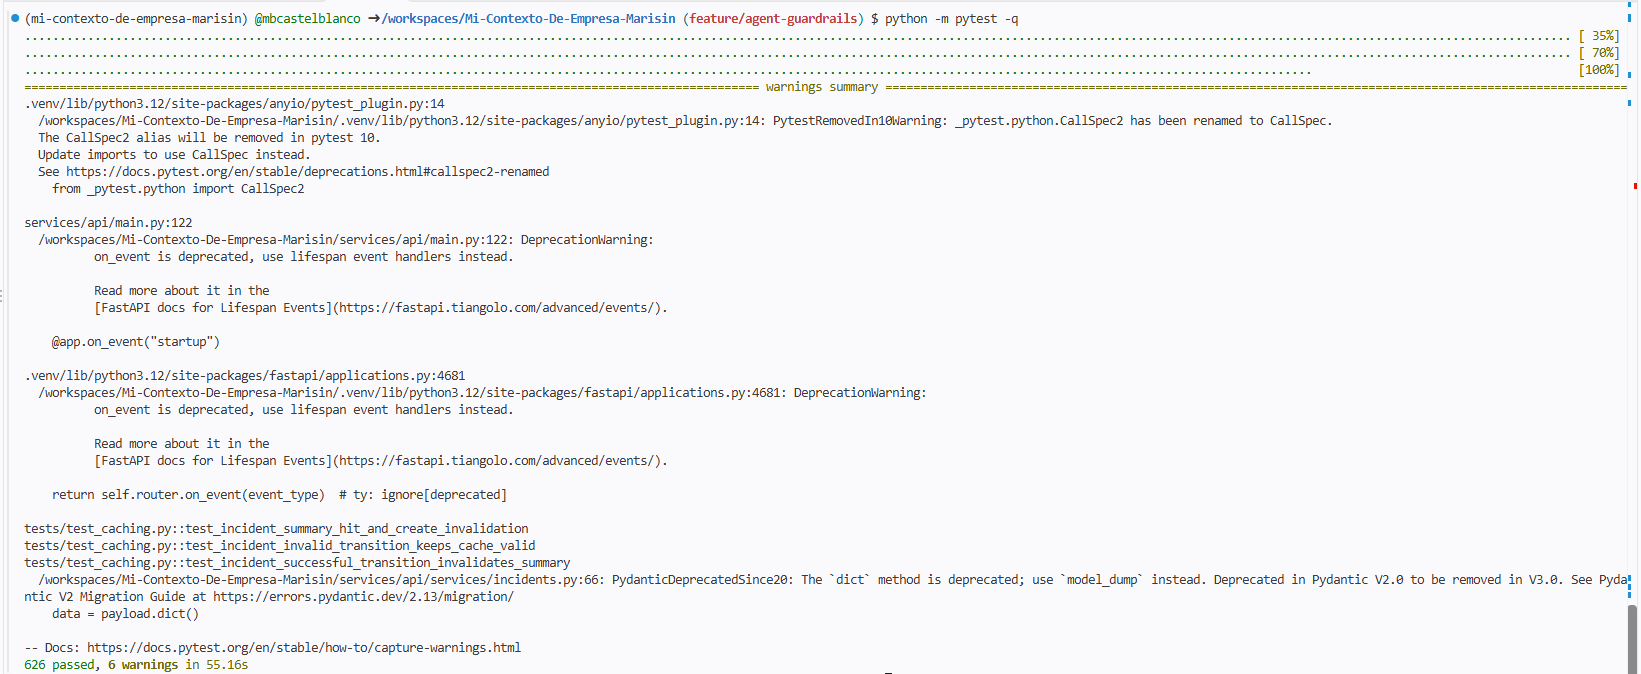 (mi-contexto-de-empresa-marisin) @mbcastelblanco ➜/workspaces/Mi-Contexto-De-Empresa-Marisin (feature/agent-guardrails) $ python -m pytest -q
........................................................................................................................................................................................................................... [ 35%]
........................................................................................................................................................................................................................... [ 70%]
........................................................................................................................................................................................ [100%]
========================================================================================================= warnings summary =========================================================================================================
.venv/lib/python3.12/site-packages/anyio/pytest_plugin.py:14
  /workspaces/Mi-Contexto-De-Empresa-Marisin/.venv/lib/python3.12/site-packages/anyio/pytest_plugin.py:14: PytestRemovedIn10Warning: _pytest.python.CallSpec2 has been renamed to CallSpec.
  The CallSpec2 alias will be removed in pytest 10.
  Update imports to use CallSpec instead.
  See https://docs.pytest.org/en/stable/deprecations.html#callspec2-renamed
    from _pytest.python import CallSpec2

services/api/main.py:122
  /workspaces/Mi-Contexto-De-Empresa-Marisin/services/api/main.py:122: DeprecationWarning:
          on_event is deprecated, use lifespan event handlers instead.

          Read more about it in the
          [FastAPI docs for Lifespan Events](https://fastapi.tiangolo.com/advanced/events/).

    @app.on_event("startup")

.venv/lib/python3.12/site-packages/fastapi/applications.py:4681
  /workspaces/Mi-Contexto-De-Empresa-Marisin/.venv/lib/python3.12/site-packages/fastapi/applications.py:4681: DeprecationWarning:
          on_event is deprecated, use lifespan event handlers instead.

          Read more about it in the
          [FastAPI docs for Lifespan Events](https://fastapi.tiangolo.com/advanced/events/).

    return self.router.on_event(event_type)  # ty: ignore[deprecated]

tests/test_caching.py::test_incident_summary_hit_and_create_invalidation
tests/test_caching.py::test_incident_invalid_transition_keeps_cache_valid
tests/test_caching.py::test_incident_successful_transition_invalidates_summary
  /workspaces/Mi-Contexto-De-Empresa-Marisin/services/api/services/incidents.py:66: PydanticDeprecatedSince20: The `dict` method is deprecated; use `model_dump` instead. Deprecated in Pydantic V2.0 to be removed in V3.0. See Pyda
ntic V2 Migration Guide at https://errors.pydantic.dev/2.13/migration/
    data = payload.dict()

-- Docs: https://docs.pytest.org/en/stable/how-to/capture-warnings.html
626 passed, 6 warnings in 55.16s